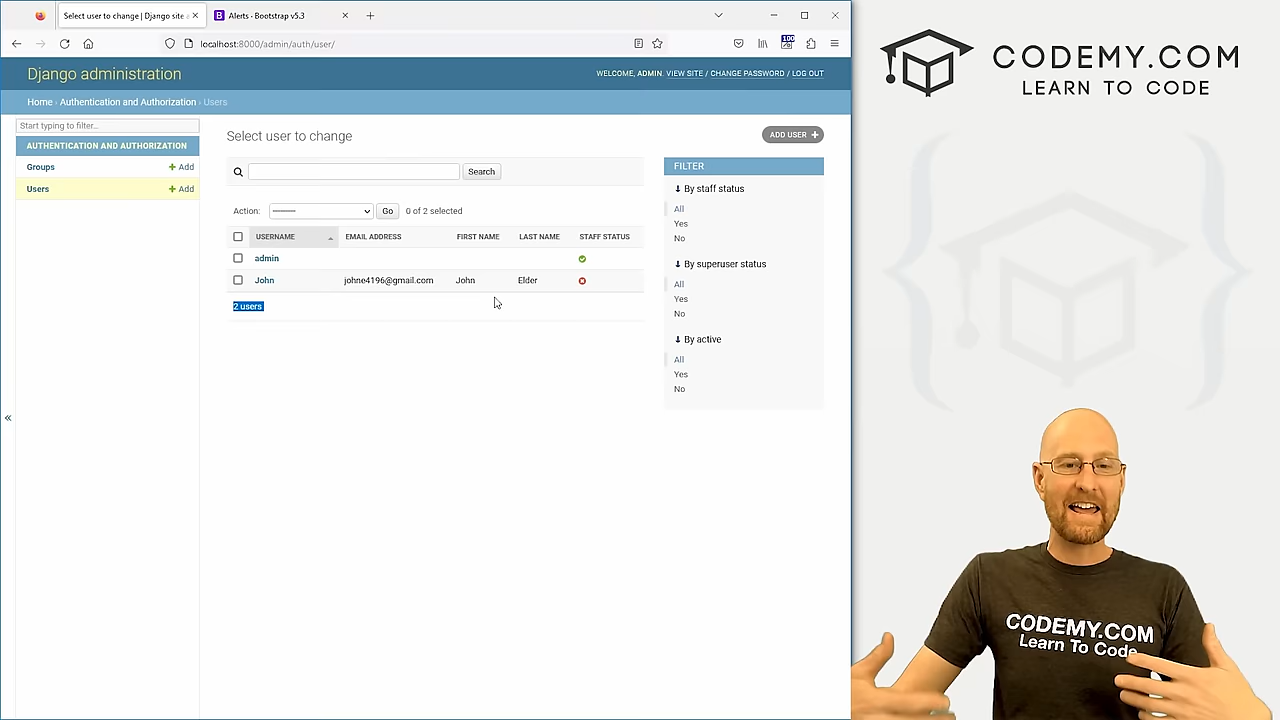 Select user to change | Django site a
Alerts · Bootstrap v5.3
localhost:8000/admin/auth/user/
100
Django administration
WELCOME, ADMIN. VIEW SITE / CHANGE PASSWORD / LOG OUT
Home › Authentication and Authorization › Users
Start typing to filter...
AUTHENTICATION AND AUTHORIZATION
Groups + Add
Users + Add
«
Select user to change
ADD USER +
Search
Action: --------- Go 0 of 2 selected
USERNAME EMAIL ADDRESS FIRST NAME LAST NAME STAFF STATUS
admin
John johne4196@gmail.com John Elder
2 users
FILTER
↓ By staff status
All
Yes
No
↓ By superuser status
All
Yes
No
↓ By active
All
Yes
No
CODEMY.COM
LEARN TO CODE
CODEMY.COM
Learn To Code